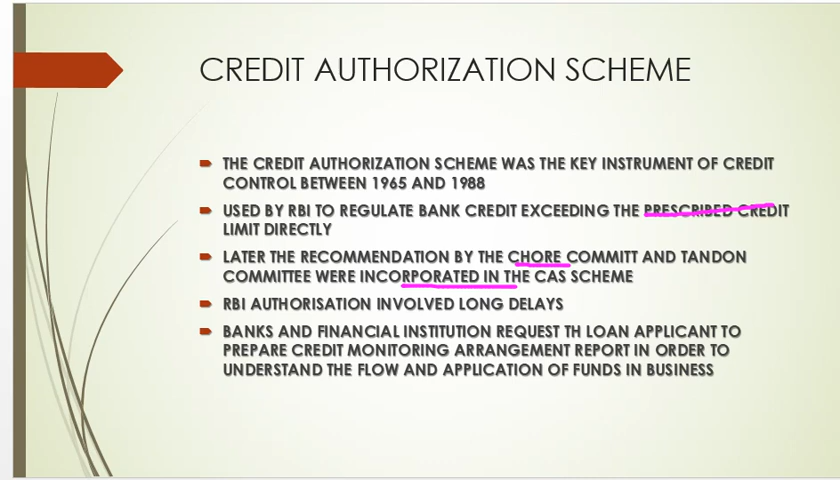 CREDIT AUTHORIZATION SCHEME
THE CREDIT AUTHORIZATION SCHEME WAS THE KEY INSTRUMENT OF CREDIT
CONTROL BETWEEN 1965 AND 1988
USED BY RBI TO REGULATE BANK CREDIT EXCEEDING THE PRESCRIBED CREDIT
LIMIT DIRECTLY
LATER THE RECOMMENDATION BY THE CHORE COMMITT AND TANDON
COMMITTEE WERE INCORPORATED IN THE CAS SCHEME
RBI AUTHORISATION INVOLVED LONG DELAYS
BANKS AND FINANCIAL INSTITUTION REQUEST TH LOAN APPLICANT TO
PREPARE CREDIT MONITORING ARRANGEMENT REPORT IN ORDER TO
UNDERSTAND THE FLOW AND APPLICATION OF FUNDS IN BUSINESS